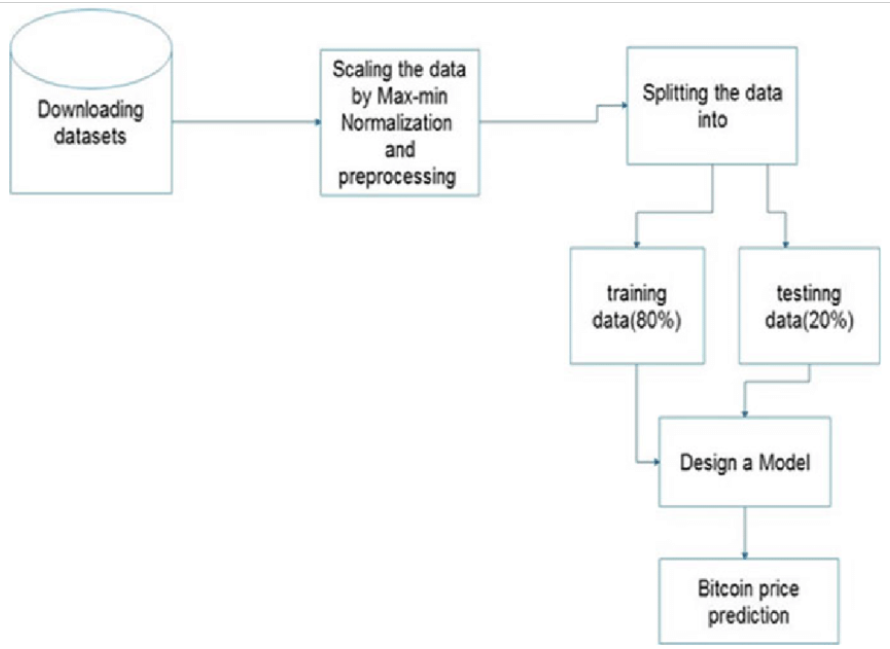 Downloading
datasets
Scaling the data
by Max-min
Normalization
and
preprocessing
Splitting the data
into
training
data(80%)
testinng
data(20%)
Design a Model
Bitcoin price
prediction